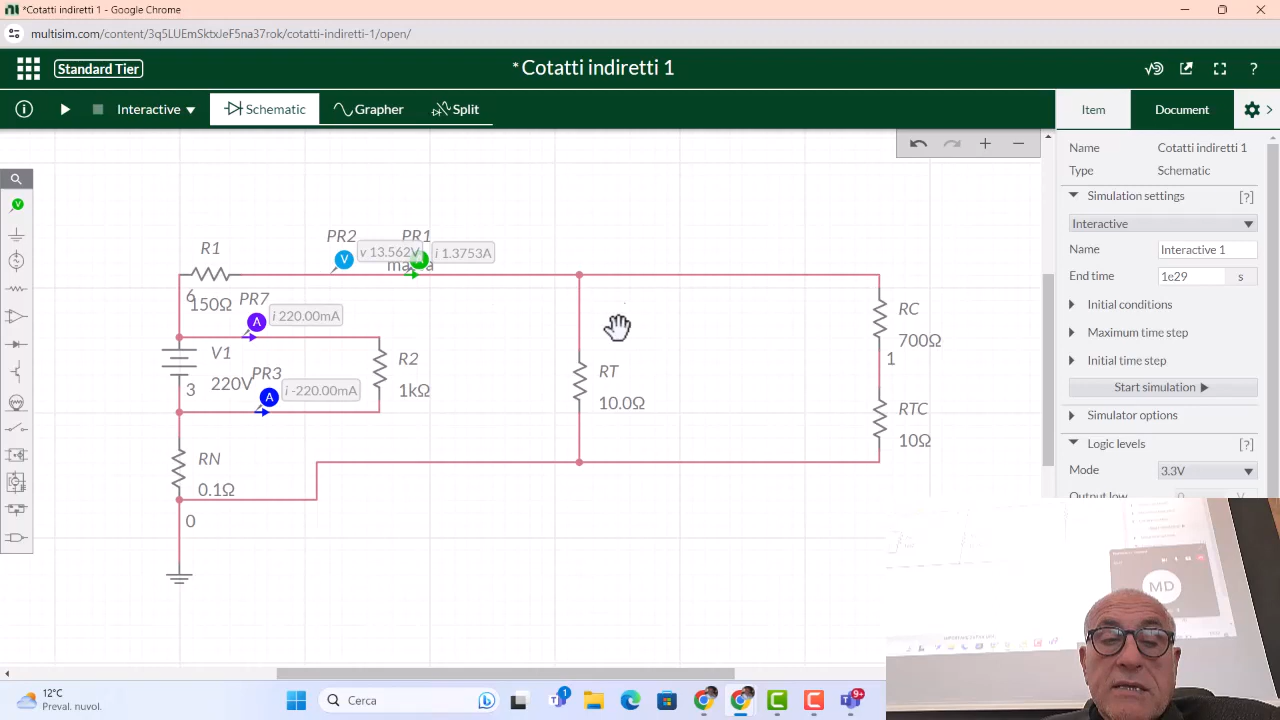 *Cotatti indiretti 1 - Google Chrome
multisim.com/content/3q5LUEmSktxJeF5na37rok/cotatti-indiretti-1/open/
Standard Tier
*Cotatti indiretti 1
?
Interactive
Schematic
Grapher
Split
Item
Document
Name Cotatti indiretti 1
Type Schematic
Simulation settings [?]
Interactive
Name Interactive 1
End time 1e29 s
Initial conditions
Maximum time step
Initial time step
Start simulation
Simulator options
Logic levels [?]
Mode 3.3V
PR2 PR1
V v 13.562V i 1.3753A
R1
6
150Ω
PR7
A i 220.00mA
V1
220V
3
PR3
A i -220.00mA
R2
1kΩ
RT
10.0Ω
RC
700Ω
1
RTC
10Ω
RN
0.1Ω
0
MD
12°C
Preval. nuvol.
Cerca
1
9+